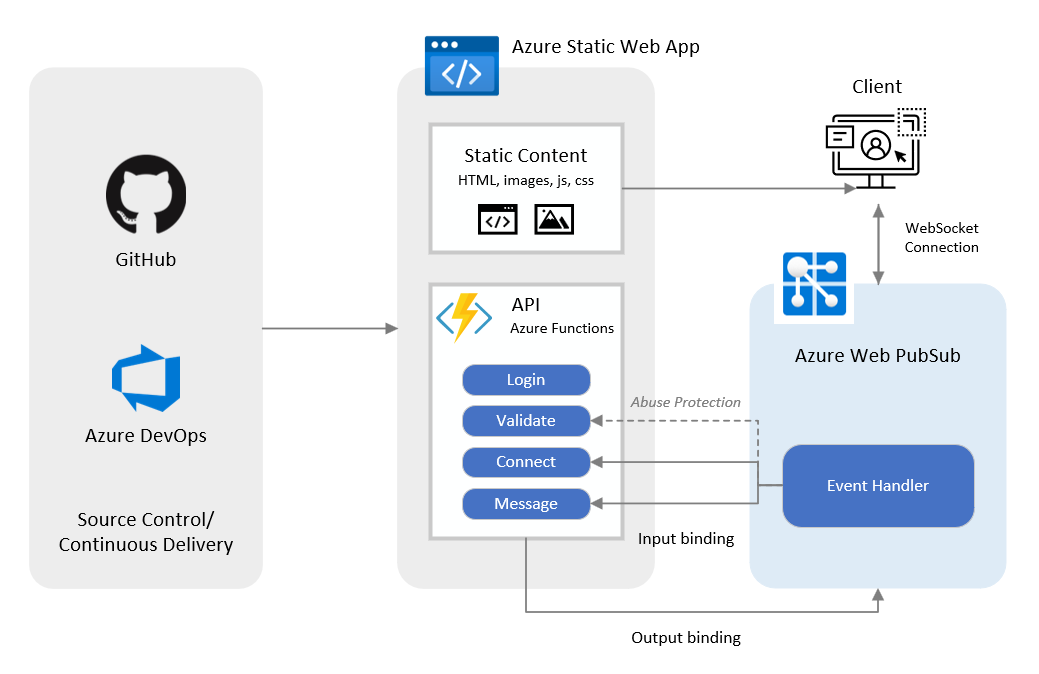 Azure Static Web App
GitHub
Azure DevOps
Source Control/
Continuous Delivery
Static Content
HTML, images, js, css
API
Azure Functions
Login
Validate
Connect
Message
Client
WebSocket
Connection
Azure Web PubSub
Abuse Protection
Event Handler
Input binding
Output binding